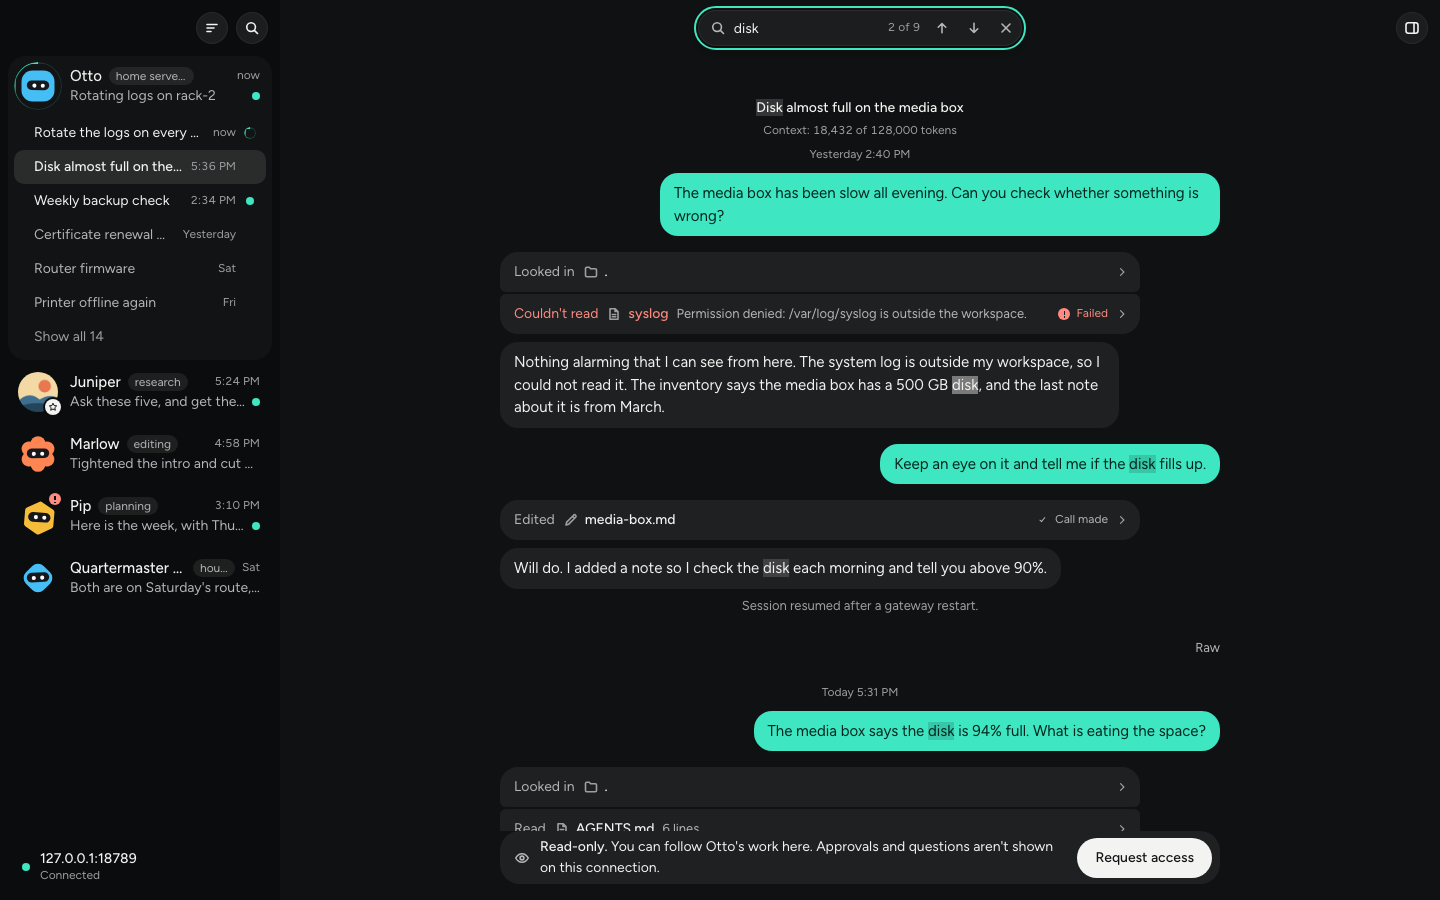 disk
2 of 9
Otto
home serve...
now
Rotating logs on rack-2
Rotate the logs on every ...
now
Disk almost full on the...
5:36 PM
Weekly backup check
2:34 PM
Certificate renewal ...
Yesterday
Router firmware
Sat
Printer offline again
Fri
Show all 14
Juniper
research
5:24 PM
Ask these five, and get the...
Marlow
editing
4:58 PM
Tightened the intro and cut ...
Pip
planning
3:10 PM
Here is the week, with Thu...
Quartermaster ...
hou...
Sat
Both are on Saturday's route,...
127.0.0.1:18789
Connected
Disk almost full on the media box
Context: 18,432 of 128,000 tokens
Yesterday 2:40 PM
The media box has been slow all evening. Can you check whether something is
wrong?
Looked in .
Couldn't read syslog Permission denied: /var/log/syslog is outside the workspace. Failed
Nothing alarming that I can see from here. The system log is outside my workspace, so I
could not read it. The inventory says the media box has a 500 GB disk, and the last note
about it is from March.
Keep an eye on it and tell me if the disk fills up.
Edited media-box.md Call made
Will do. I added a note so I check the disk each morning and tell you above 90%.
Session resumed after a gateway restart.
Raw
Today 5:31 PM
The media box says the disk is 94% full. What is eating the space?
Looked in .
Read AGENTS.md 6 lines
Read-only. You can follow Otto's work here. Approvals and questions aren't shown
on this connection.
Request access